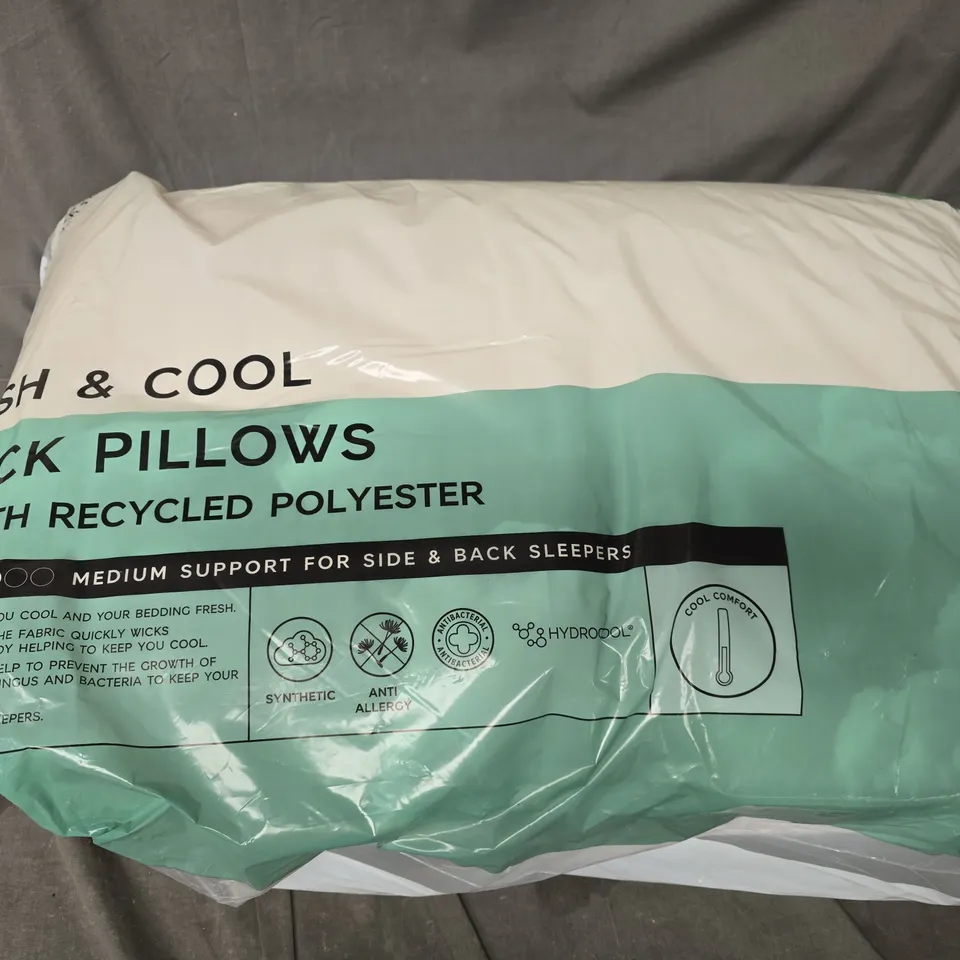 SH & COOL
CK PILLOWS
TH RECYCLED POLYESTER
MEDIUM SUPPORT FOR SIDE & BACK SLEEPERS
OU COOL AND YOUR BEDDING FRESH.
HE FABRIC QUICKLY WICKS
DY HELPING TO KEEP YOU COOL.
ELP TO PREVENT THE GROWTH OF
UNGUS AND BACTERIA TO KEEP YOUR
EEPERS.
SYNTHETIC
ANTI
ALLERGY
ANTIBACTERIAL
ANTIBACTERIAL
HYDROCOOL®
COOL COMFORT